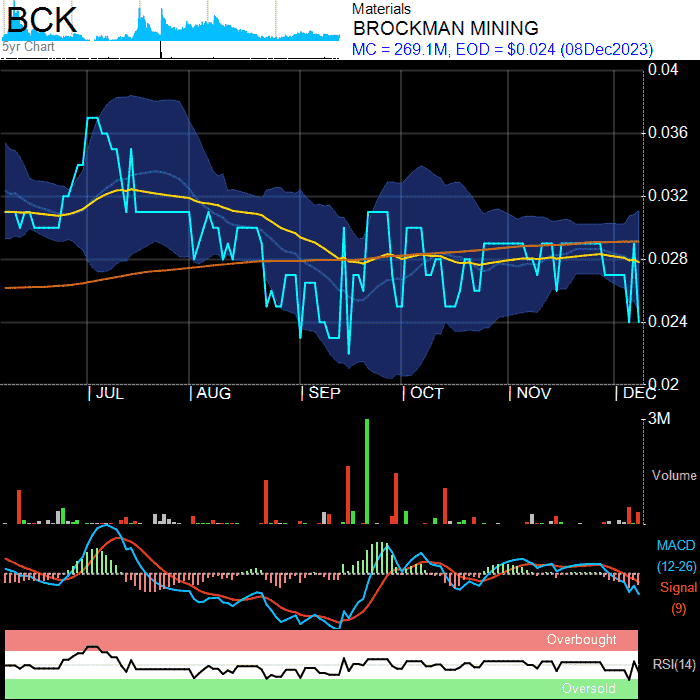 BCK
5yr Chart
Materials
BROCKMAN MINING
MC = 269.1M, EOD = $0.024 (08Dec2023)
0.04
0.036
0.032
0.028
0.024
0.02
JUL
AUG
SEP
OCT
NOV
DEC
3M
Volume
MACD
(12-26)
Signal
(9)
Overbought
RSI(14)
Oversold